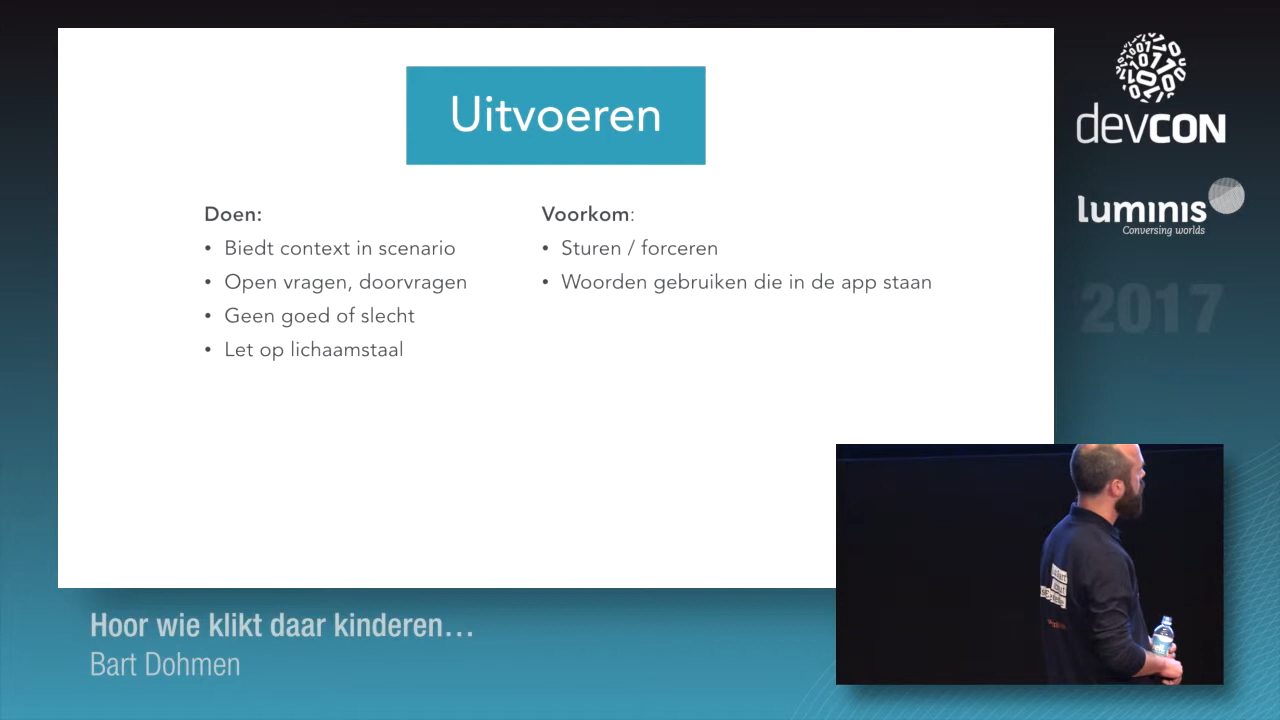 Uitvoeren
Doen:
• Biedt context in scenario
• Open vragen, doorvragen
• Geen goed of slecht
• Let op lichaamstaal
Voorkom:
• Sturen / forceren
• Woorden gebruiken die in de app staan
devCON
luminis
Conversing worlds
2017
Hoor wie klikt daar kinderen…
Bart Dohmen